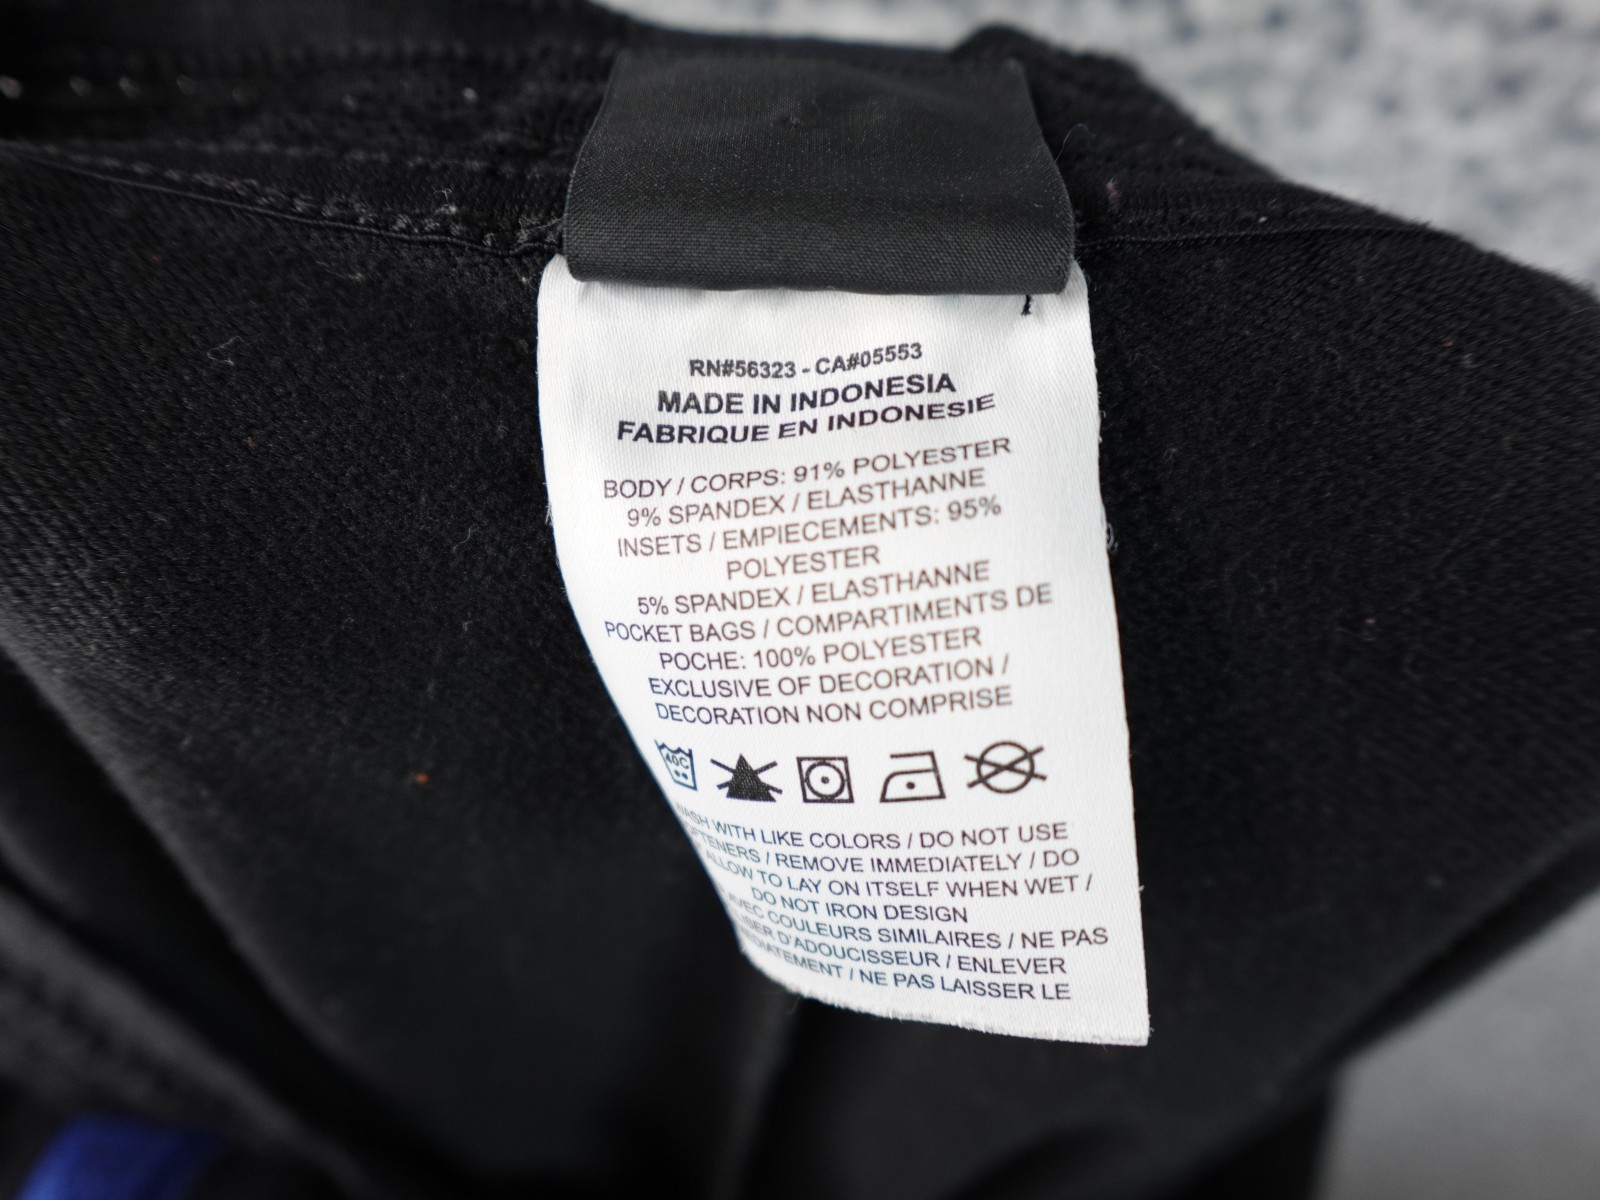 RN#56323 - CA#05553
MADE IN INDONESIA
FABRIQUE EN INDONESIE
BODY / CORPS: 91% POLYESTER
9% SPANDEX / ELASTHANNE
INSETS / EMPIECEMENTS: 95%
POLYESTER
5% SPANDEX / ELASTHANNE
POCKET BAGS / COMPARTIMENTS DE
POCHE: 100% POLYESTER
EXCLUSIVE OF DECORATION /
DECORATION NON COMPRISE
40C
WITH LIKE COLORS / DO NOT USE
/ REMOVE IMMEDIATELY / DO
ALLOW TO LAY ON ITSELF WHEN WET /
DO NOT IRON DESIGN
AVEC COULEURS SIMILAIRES / NE PAS
D'ADOUCISSEUR / ENLEVER
/ NE PAS LAISSER LE